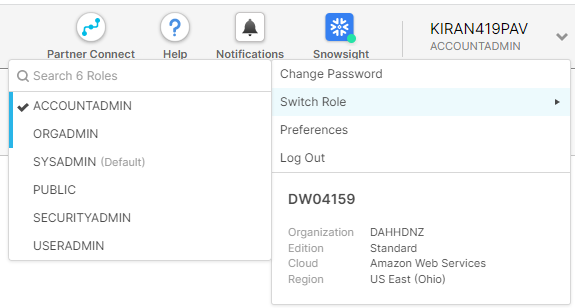 Partner Connect
Help
Notifications
Snowsight
KIRAN419PAV
ACCOUNTADMIN
Search 6 Roles
ACCOUNTADMIN
ORGADMIN
SYSADMIN (Default)
PUBLIC
SECURITYADMIN
USERADMIN
Change Password
Switch Role
Preferences
Log Out
DW04159
Organization DAHHDNZ
Edition Standard
Cloud Amazon Web Services
Region US East (Ohio)